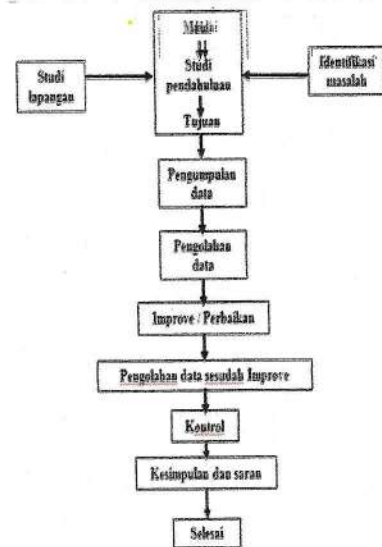 Mulai
Studi
pendahuluan
Tujuan
Studi
lapangan
Identifikasi
masalah
Pengumpulan
data
Pengolahan
data
Improve / Perbaikan
Pengolahan data sesudah Improve
Kontrol
Kesimpulan dan saran
Selesai